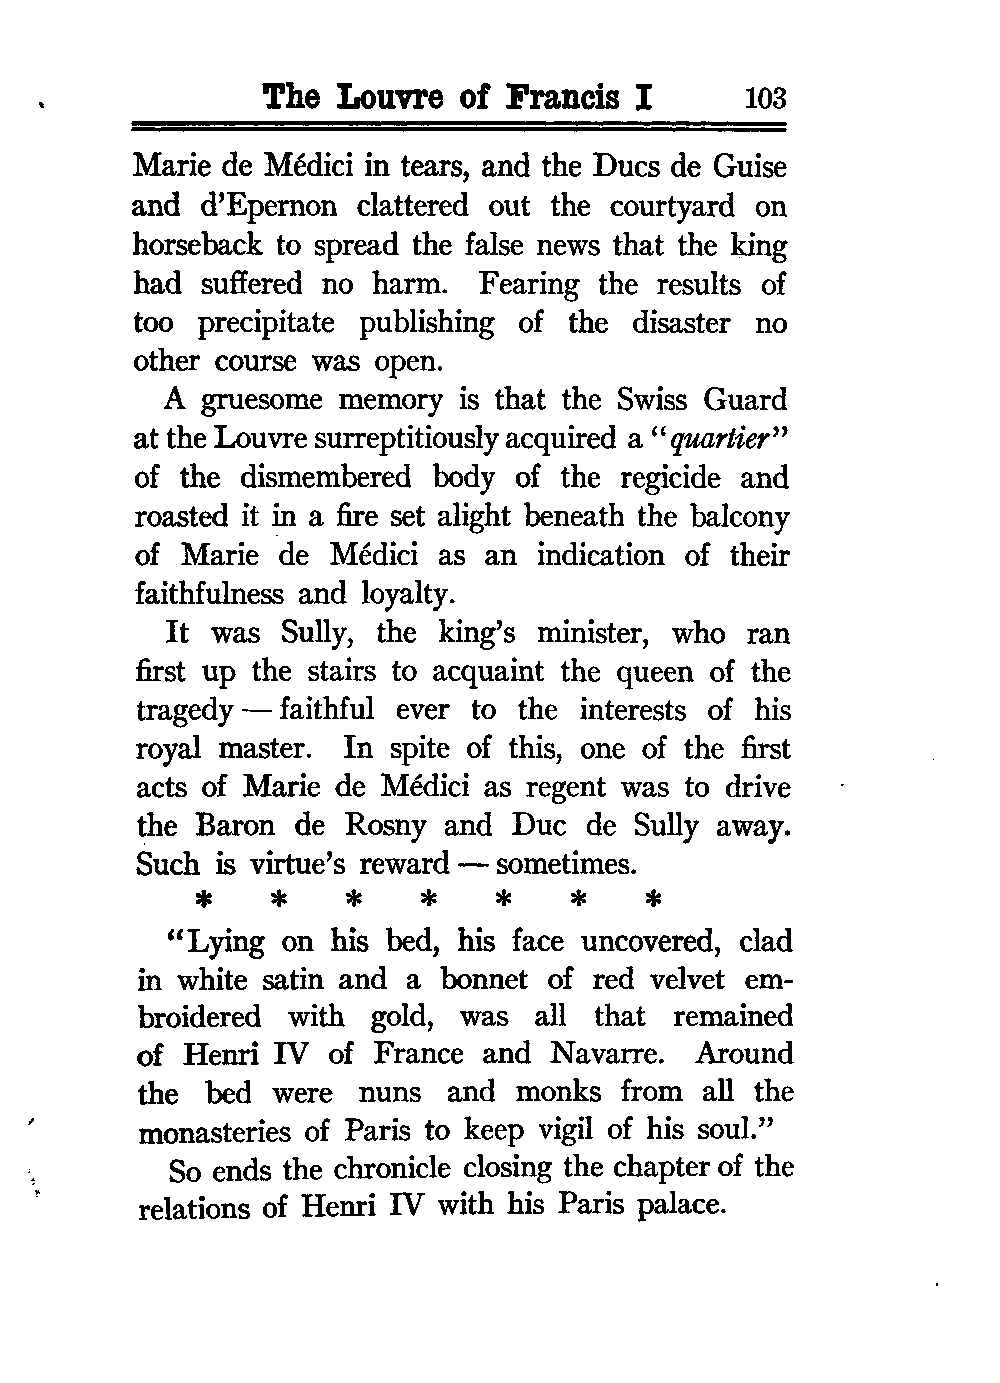 The Louvre of Francis I 103
Marie de Médici in tears, and the Ducs de Guise
and d'Epernon clattered out the courtyard on
horseback to spread the false news that the king
had suffered no harm. Fearing the results of
too precipitate publishing of the disaster no
other course was open.
A gruesome memory is that the Swiss Guard
at the Louvre surreptitiously acquired a "quartier"
of the dismembered body of the regicide and
roasted it in a fire set alight beneath the balcony
of Marie de Médici as an indication of their
faithfulness and loyalty.
It was Sully, the king's minister, who ran
first up the stairs to acquaint the queen of the
tragedy — faithful ever to the interests of his
royal master. In spite of this, one of the first
acts of Marie de Médici as regent was to drive
the Baron de Rosny and Duc de Sully away.
Such is virtue's reward — sometimes.
* * * * * * *
"Lying on his bed, his face uncovered, clad
in white satin and a bonnet of red velvet em-
broidered with gold, was all that remained
of Henri IV of France and Navarre. Around
the bed were nuns and monks from all the
monasteries of Paris to keep vigil of his soul."
So ends the chronicle closing the chapter of the
relations of Henri IV with his Paris palace.